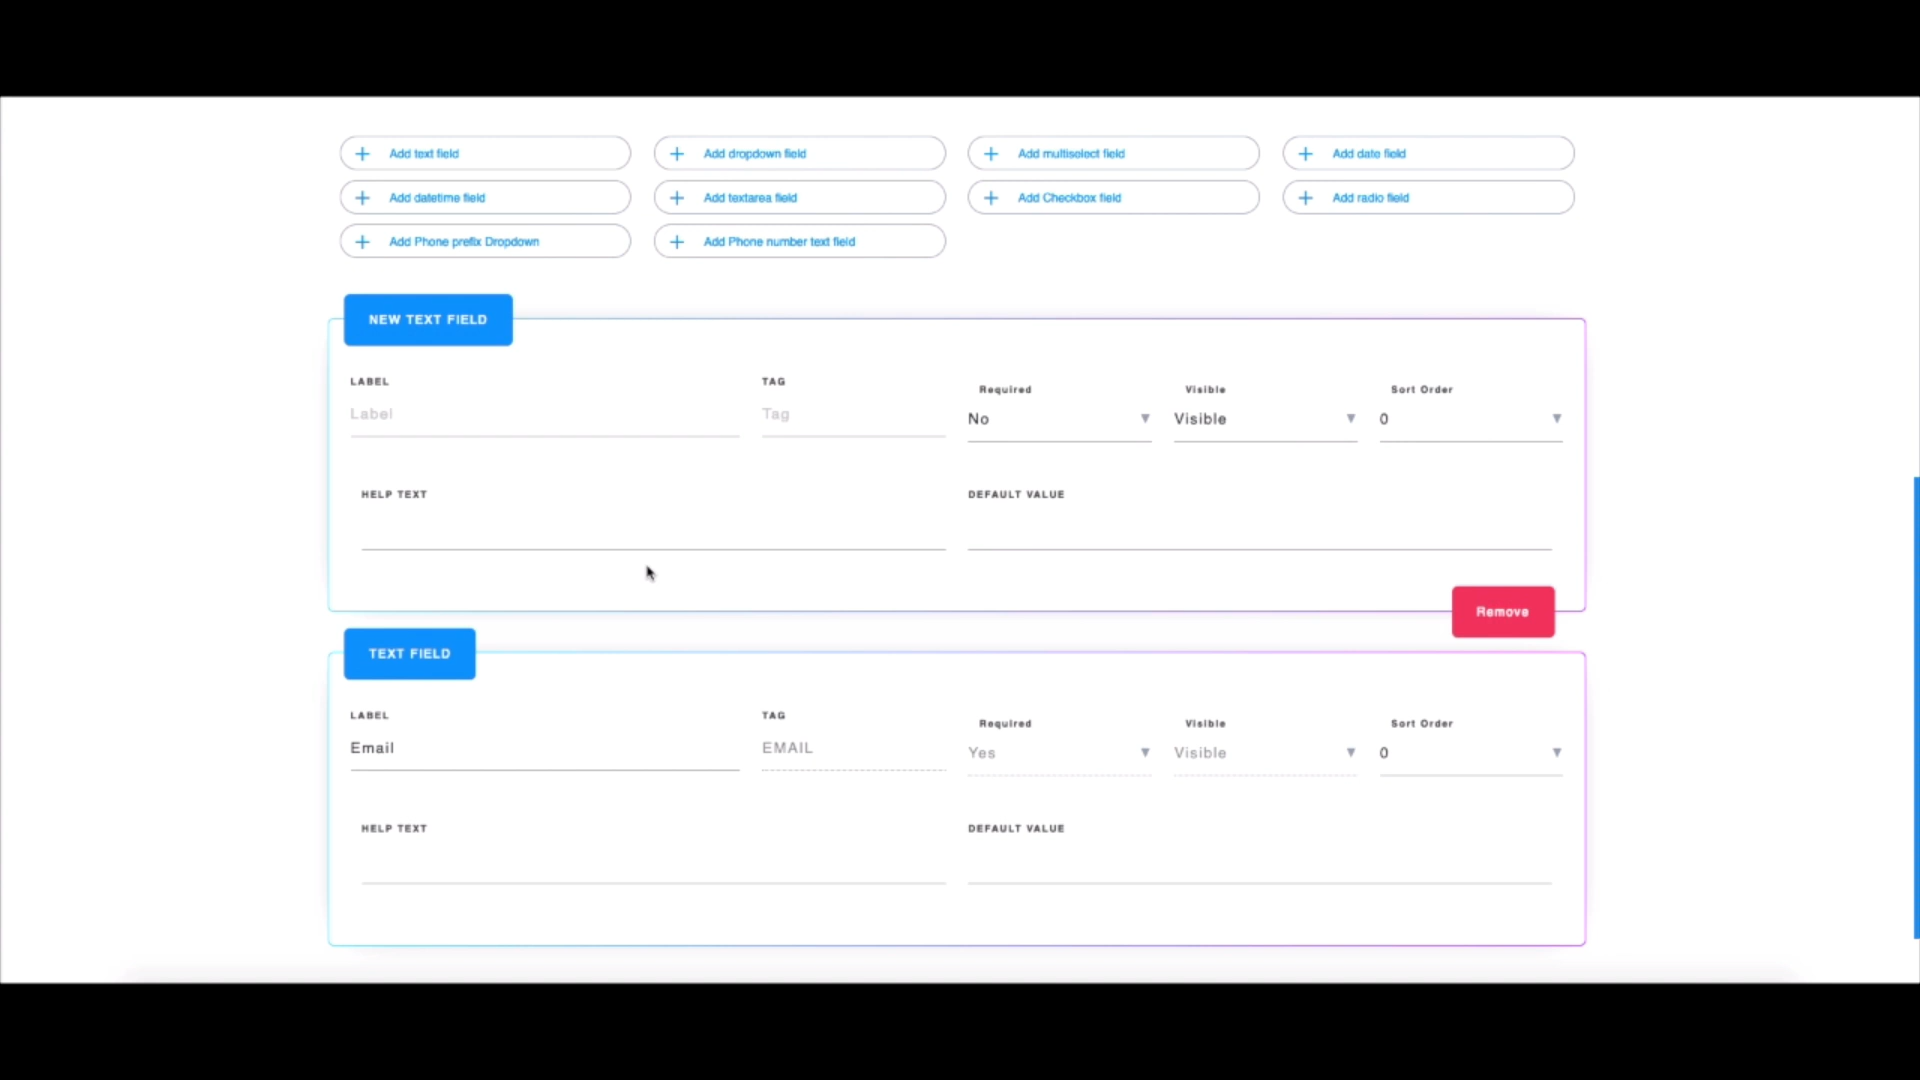 Add text field
Add dropdown field
Add multiselect field
Add date field
Add datetime field
Add textarea field
Add Checkbox field
Add radio field
Add Phone prefix Dropdown
Add Phone number text field
NEW TEXT FIELD
LABEL
TAG
Required
Visible
Sort Order
Label
Tag
No
Visible
0
HELP TEXT
DEFAULT VALUE
Remove
TEXT FIELD
LABEL
TAG
Required
Visible
Sort Order
Email
EMAIL
Yes
Visible
0
HELP TEXT
DEFAULT VALUE